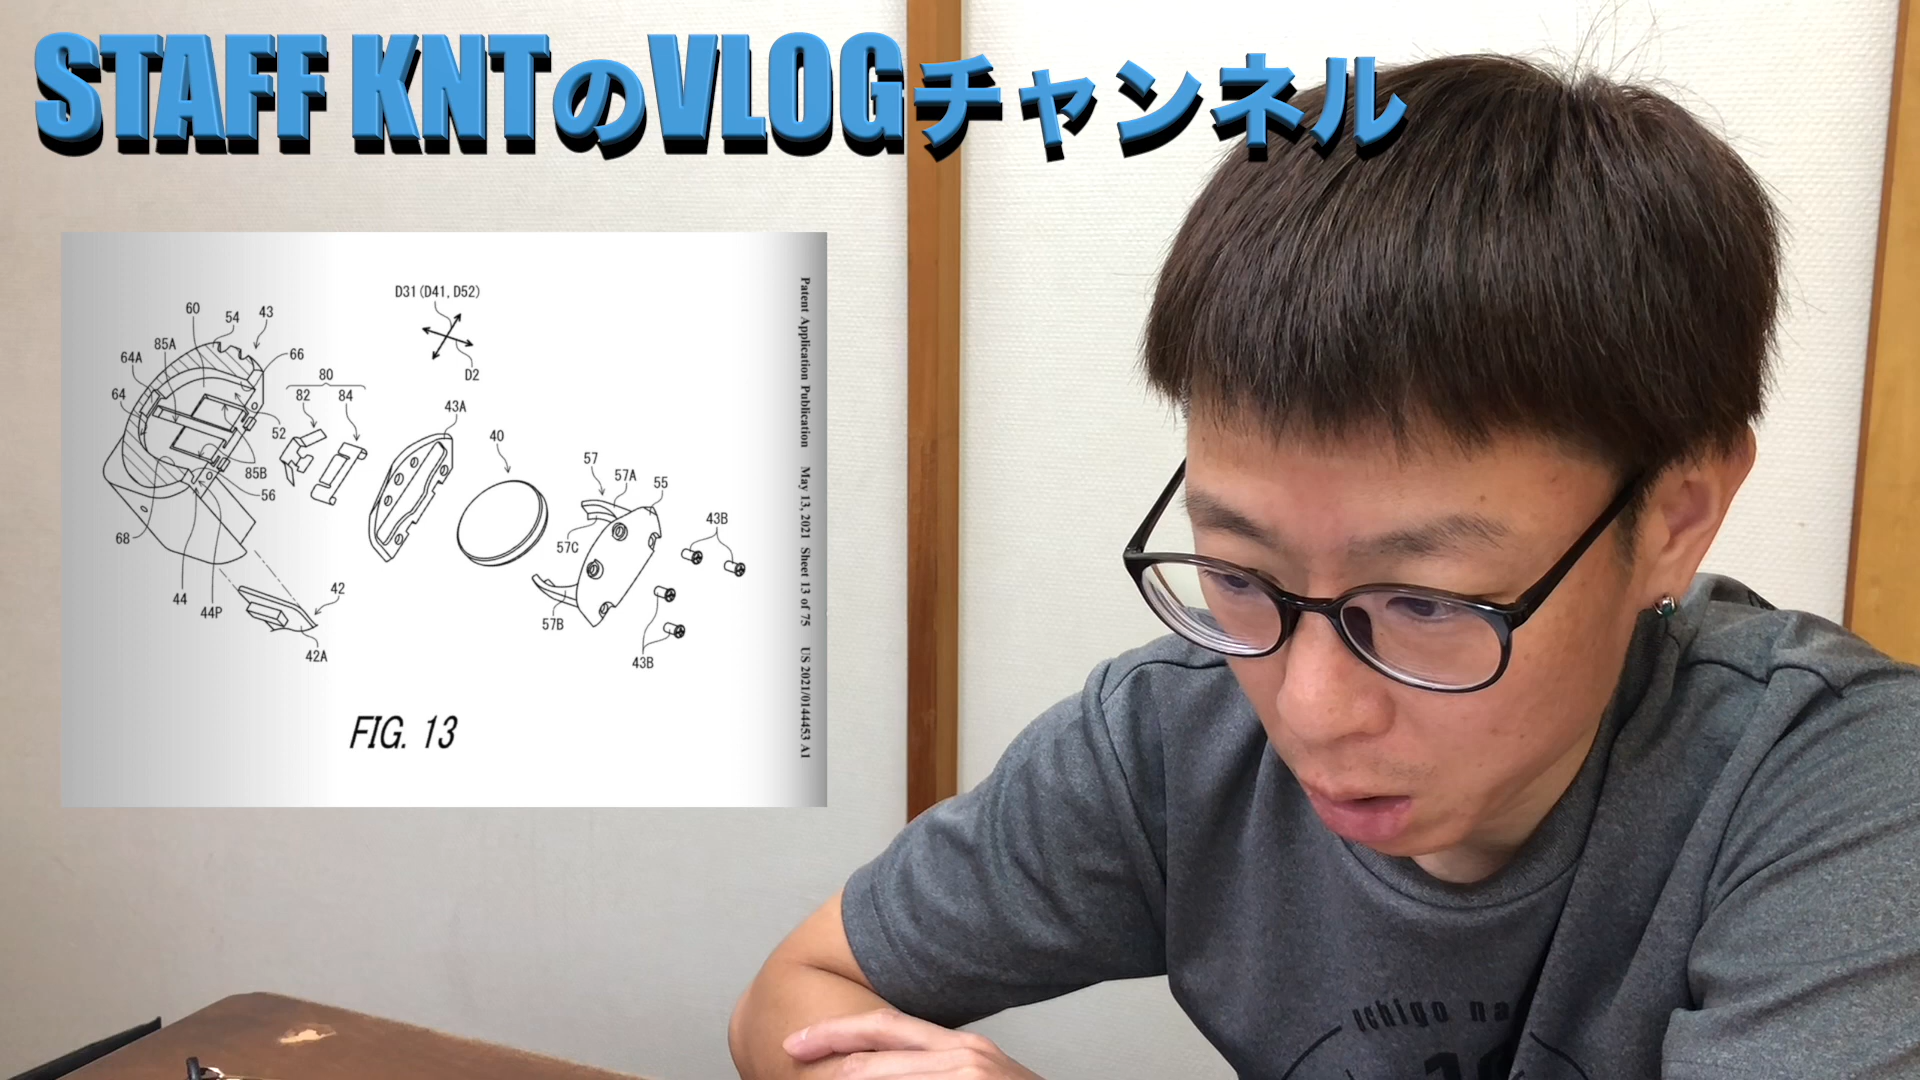 STAFF KNTのVLOGチャンネル
D31(D41,D52)
D2
60
54
43
85A
64A
66
80
82
84
64
43A
52
40
85B
57
57A
55
56
43B
68
57C
44
44P
42
57B
42A
43B
FIG. 13
Patent Application Publication May 13, 2021 Sheet 13 of 75 US 2021/0144453 A1
Ichigo